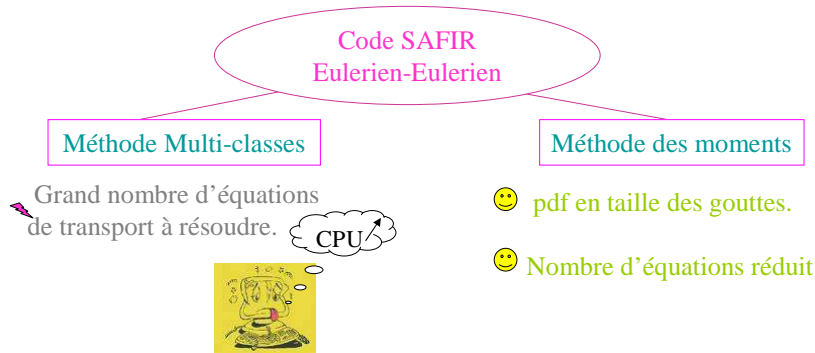 Code SAFIR
Eulerien-Eulerien
Méthode Multi-classes
Grand nombre d'équations
de transport à résoudre.
CPU
Méthode des moments
pdf en taille des gouttes.
Nombre d'équations réduit